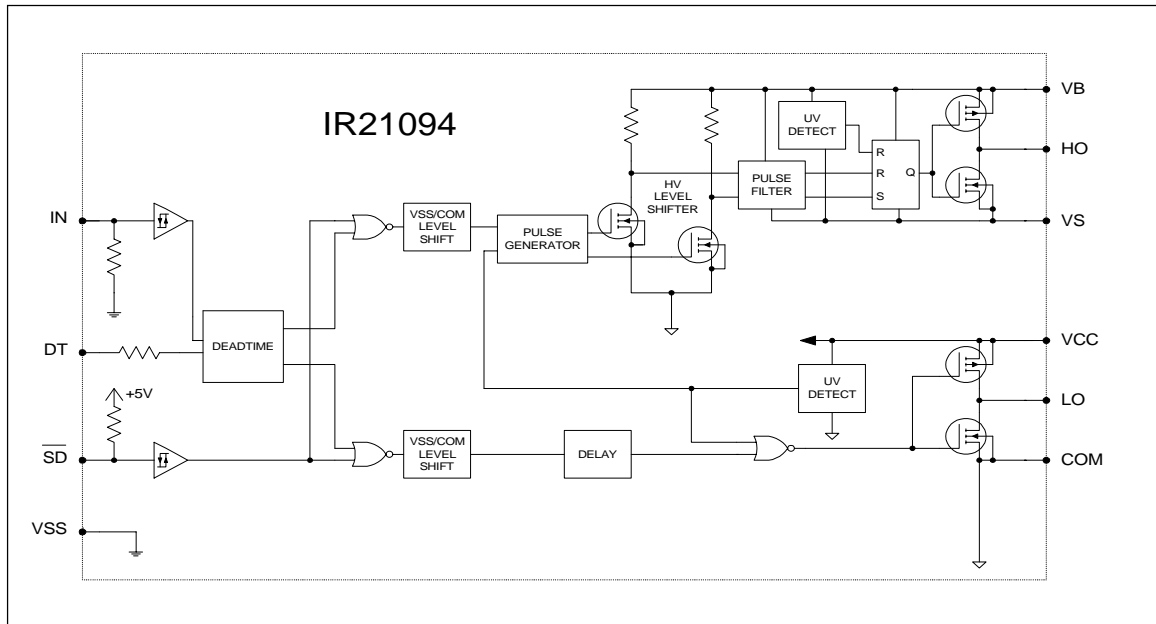 IR21094
VB
UV
DETECT
R
R
S
Q
HO
PULSE
FILTER
HV
LEVEL
SHIFTER
VS
IN
VSS/COM
LEVEL
SHIFT
PULSE
GENERATOR
DT
DEADTIME
VCC
UV
DETECT
+5V
LO
SD
VSS/COM
LEVEL
SHIFT
DELAY
COM
VSS